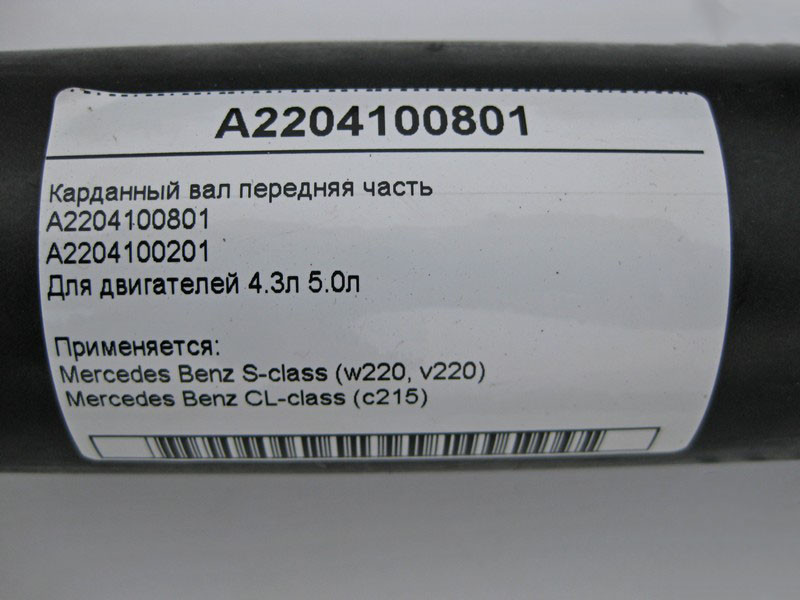 A2204100801
Карданный вал передняя часть
A2204100801
A2204100201
Для двигателей 4.3л 5.0л
Применяется:
Mercedes Benz S-class (w220, v220)
Mercedes Benz CL-class (c215)